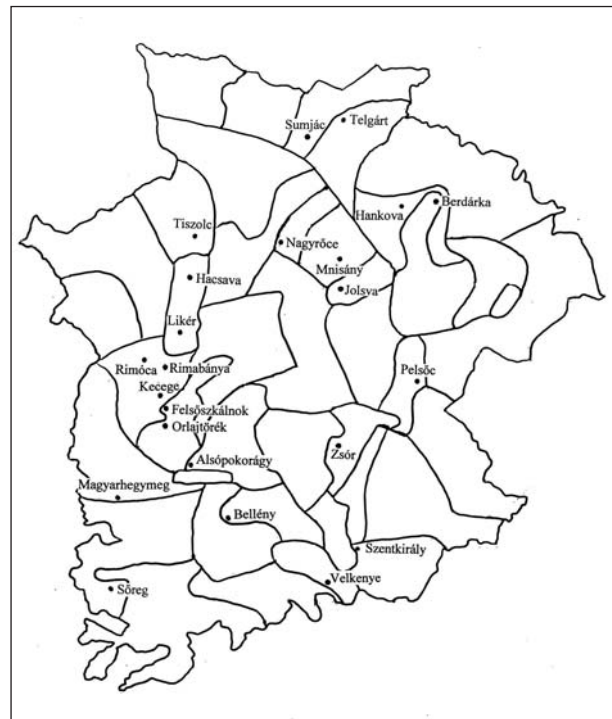 Telgárt
Sumjác
Berdárka
Hankova
Tiszolc
Nagyrőce
Mnisány
Hacsava
Jolsva
Likér
Rimóca
Rimabánya
Pelsőc
Kecege
Felsőszkálnok
Orlajtörék
Zsór
Alsópokorágy
Magyarhegymeg
Bellény
Szentkirály
Velkenye
Sőreg